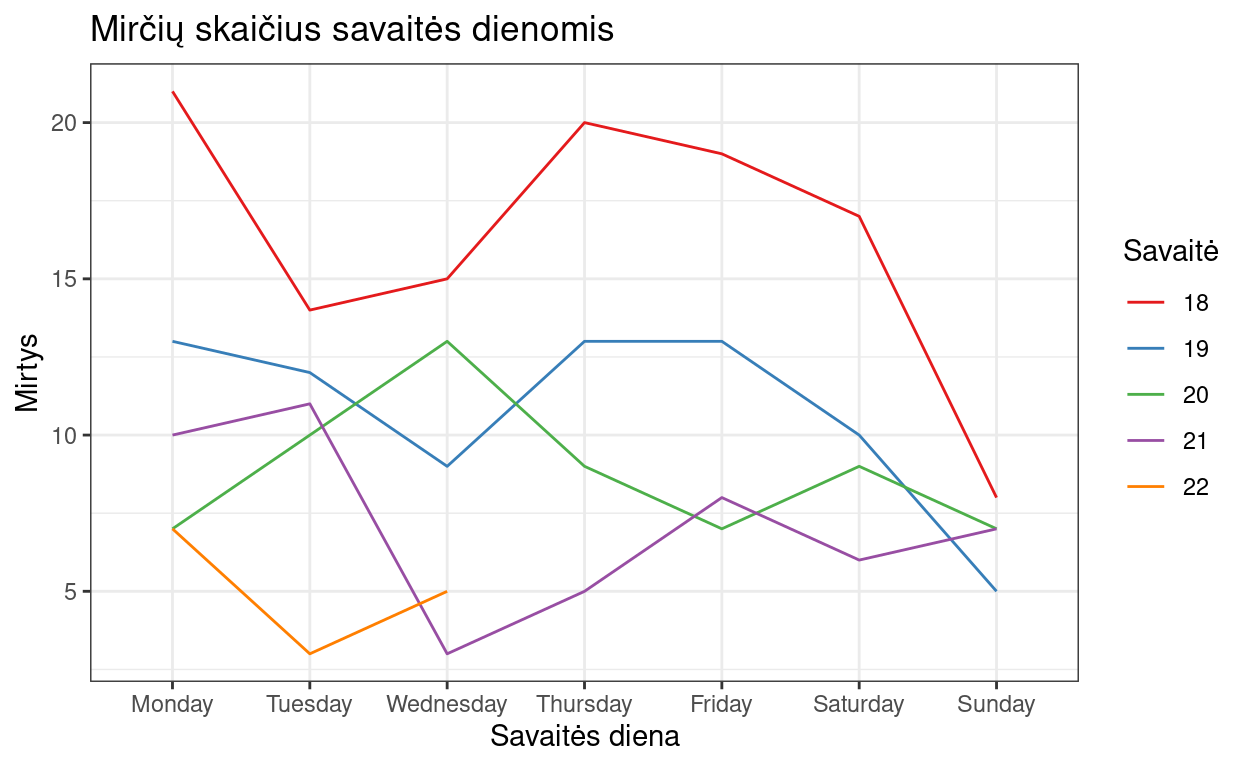 Mirčių skaičius savaitės dienomis
Mirtys
20
15
10
5
Monday Tuesday Wednesday Thursday Friday Saturday Sunday
Savaitės diena
Savaitė
18
19
20
21
22